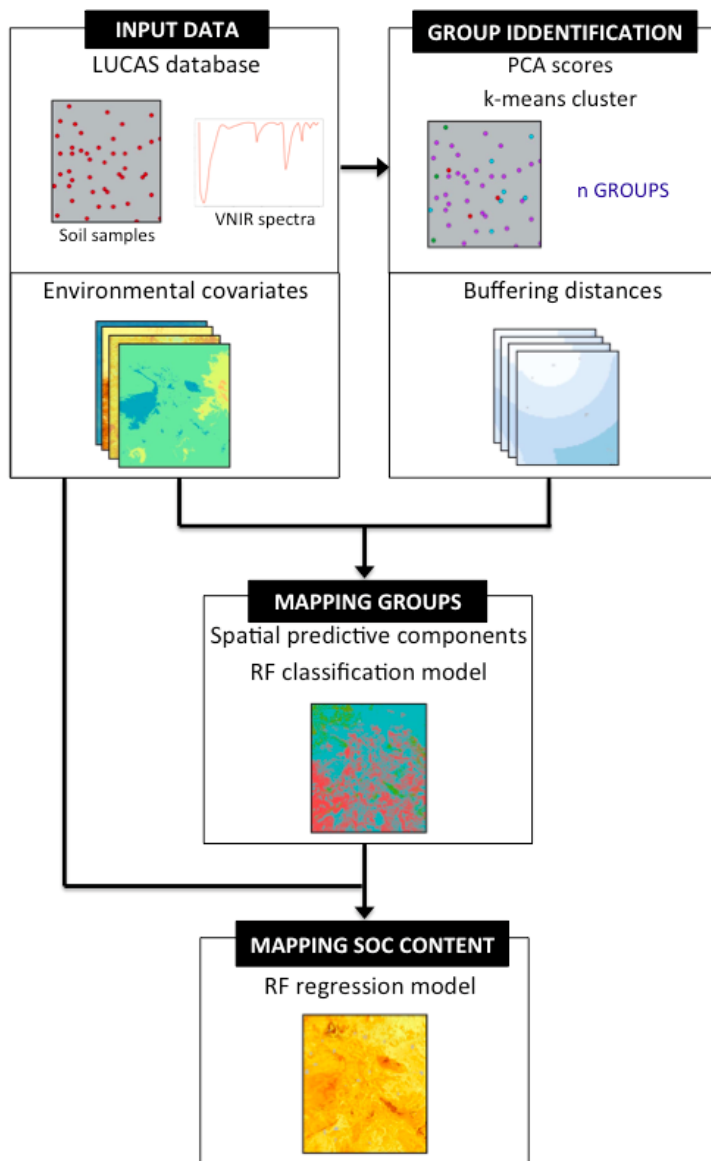 INPUT DATA
LUCAS database
Soil samples
VNIR spectra
Environmental covariates
GROUP IDDENTIFICATION
PCA scores
k-means cluster
n GROUPS
Buffering distances
MAPPING GROUPS
Spatial predictive components
RF classification model
MAPPING SOC CONTENT
RF regression model